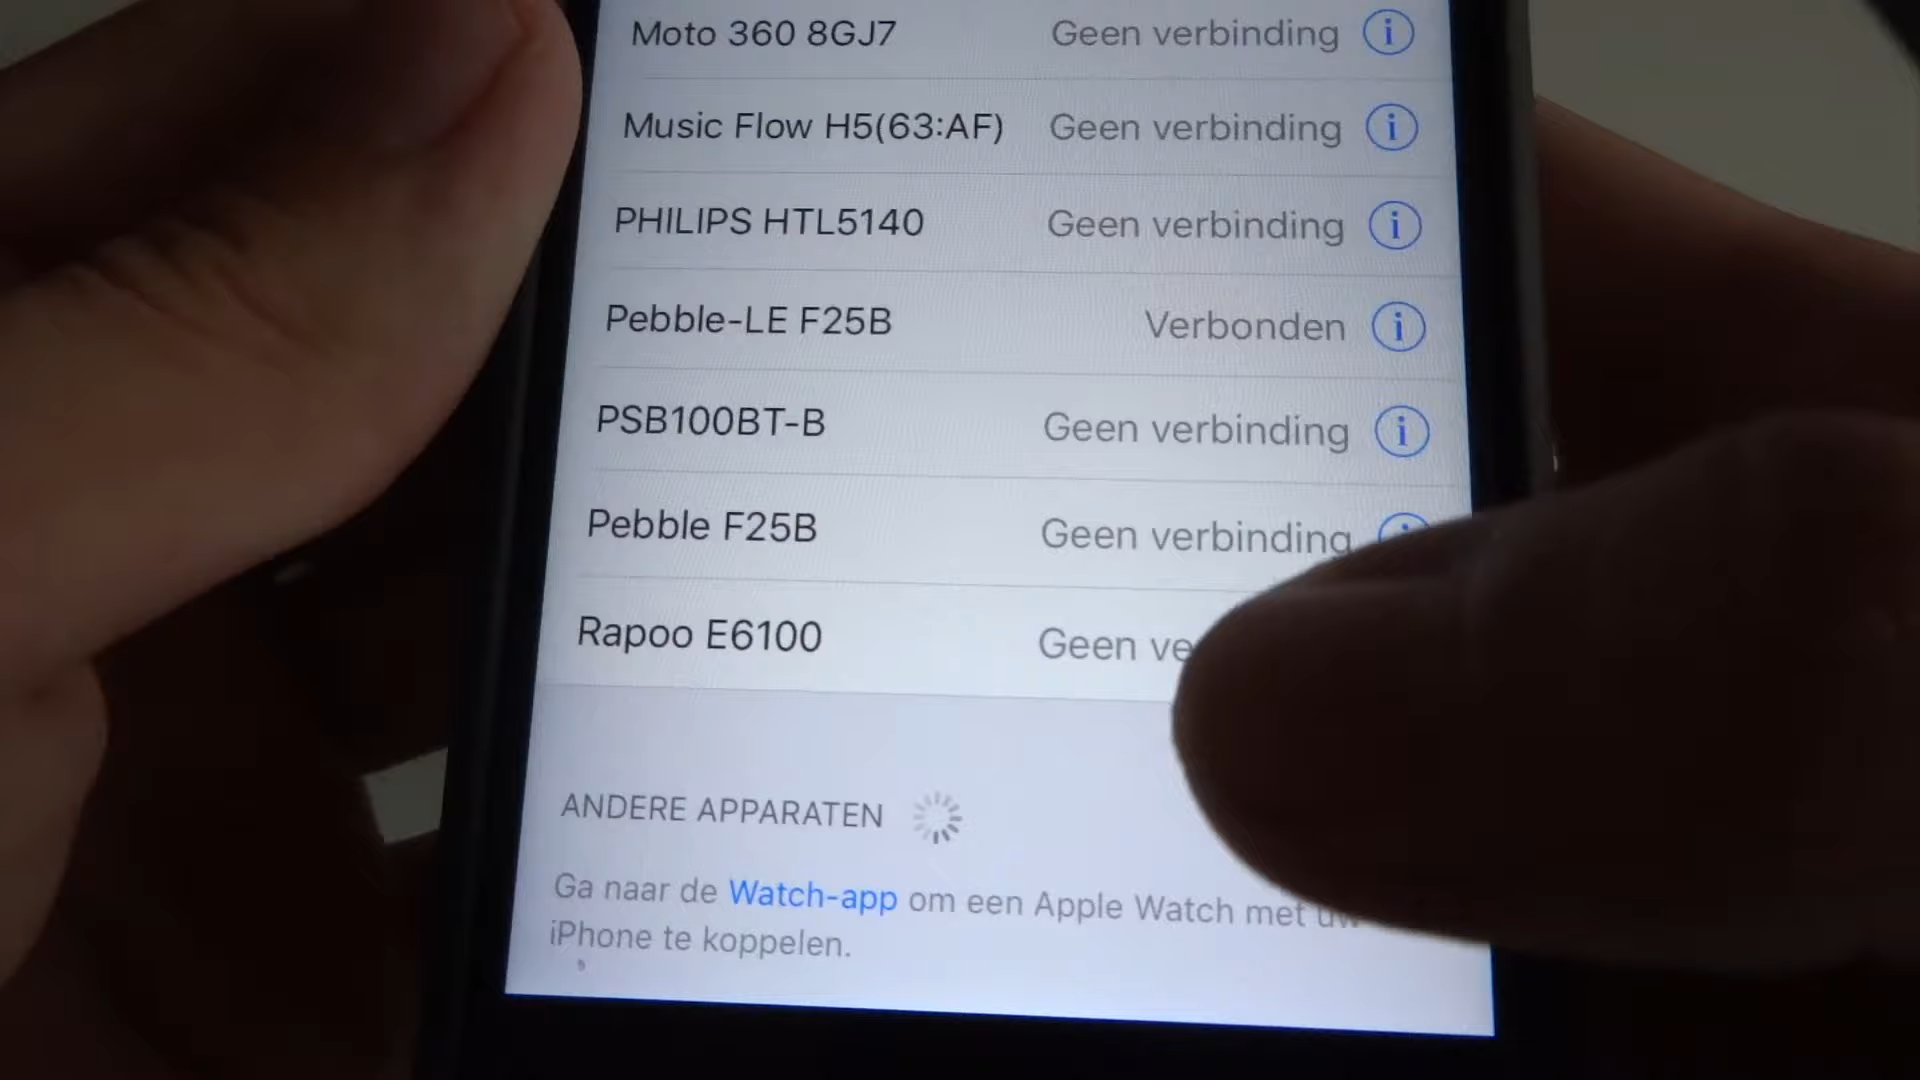 Moto 360 8GJ7 Geen verbinding i
Music Flow H5(63:AF) Geen verbinding i
PHILIPS HTL5140 Geen verbinding i
Pebble-LE F25B Verbonden i
PSB100BT-B Geen verbinding i
Pebble F25B Geen verbinding
Rapoo E6100 Geen
ANDERE APPARATEN
Ga naar de Watch-app om een Apple Watch met
iPhone te koppelen.